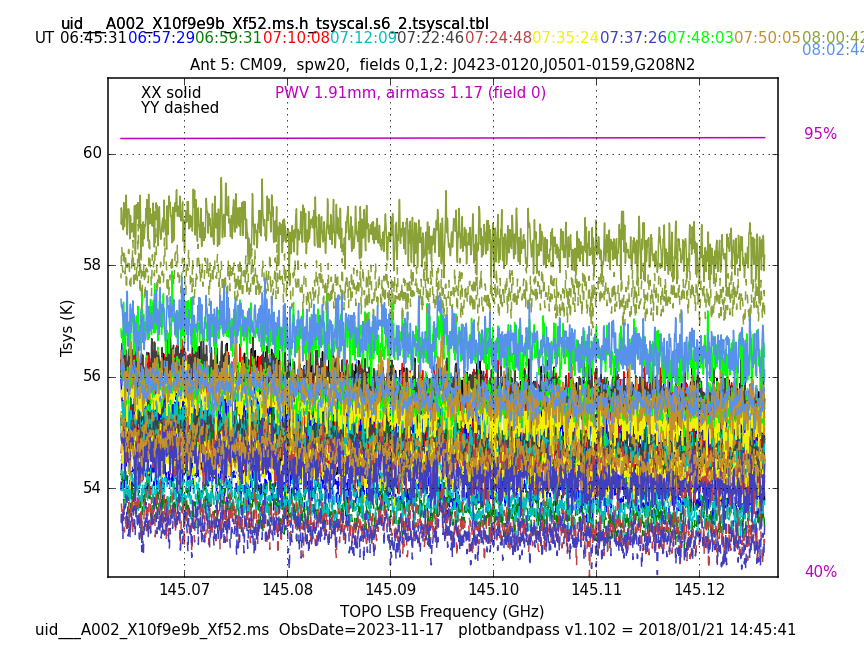 uid___A002_X10f9e9b_Xf52.ms.h_tsyscal.s6_2.tsyscal.tbl
UT 06:45:31 06:57:29 06:59:31 07:10:08 07:12:09 07:22:46 07:24:48 07:35:24 07:37:26 07:48:03 07:50:05 08:00:42
08:02:44
Ant 5: CM09,  spw20,  fields 0,1,2: J0423-0120,J0501-0159,G208N2
XX solid
PWV 1.91mm, airmass 1.17 (field 0)
YY dashed
95%
60
58
56
54
Tsys (K)
40%
145.07 145.08 145.09 145.10 145.11 145.12
TOPO LSB Frequency (GHz)
uid___A002_X10f9e9b_Xf52.ms  ObsDate=2023-11-17   plotbandpass v1.102 = 2018/01/21 14:45:41